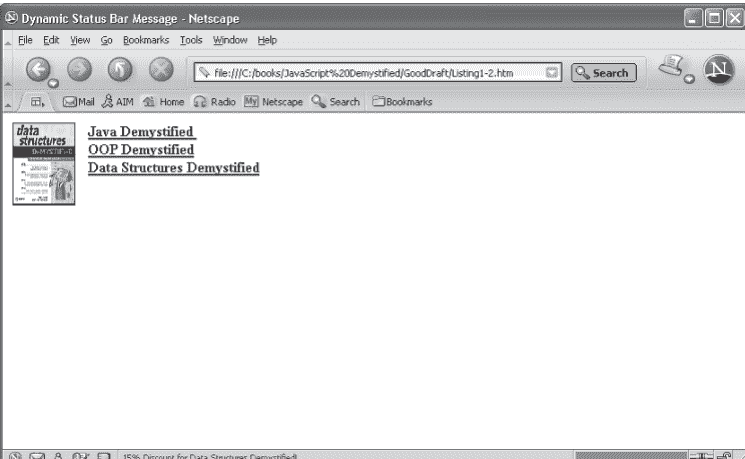 Dynamic Status Bar Message - Netscape
File Edit View Go Bookmarks Tools Window Help
file:///C:/books/JavaScript%20Demystified/GoodDraft/Listing1-2.htm Search
Mail AIM Home Radio My Netscape Search Bookmarks
data
structures
DeMYSTiFieD
Java Demystified
OOP Demystified
Data Structures Demystified
15% Discount for Data Structures Demystified!